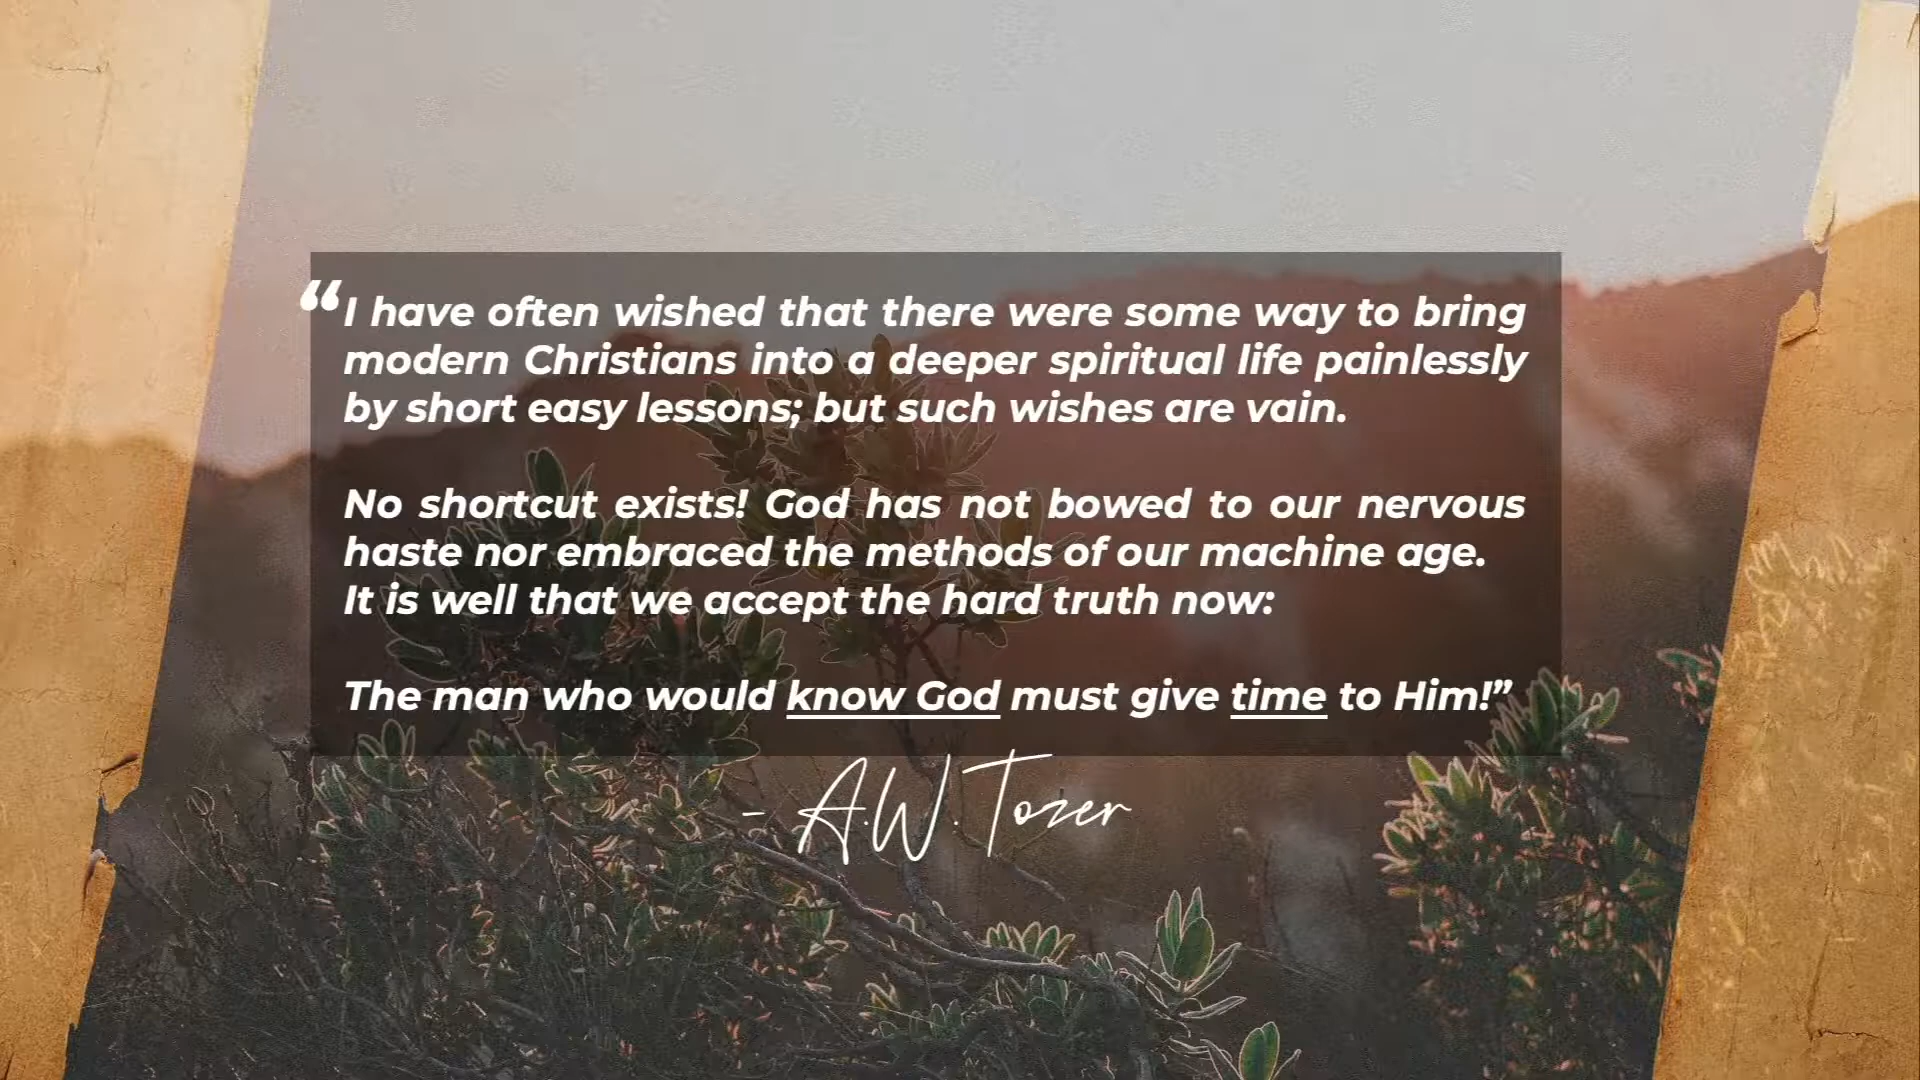 “I have often wished that there were some way to bring
modern Christians into a deeper spiritual life painlessly
by short easy lessons; but such wishes are vain.
No shortcut exists! God has not bowed to our nervous
haste nor embraced the methods of our machine age.
It is well that we accept the hard truth now:
The man who would know God must give time to Him!”
- A.W. Tozer